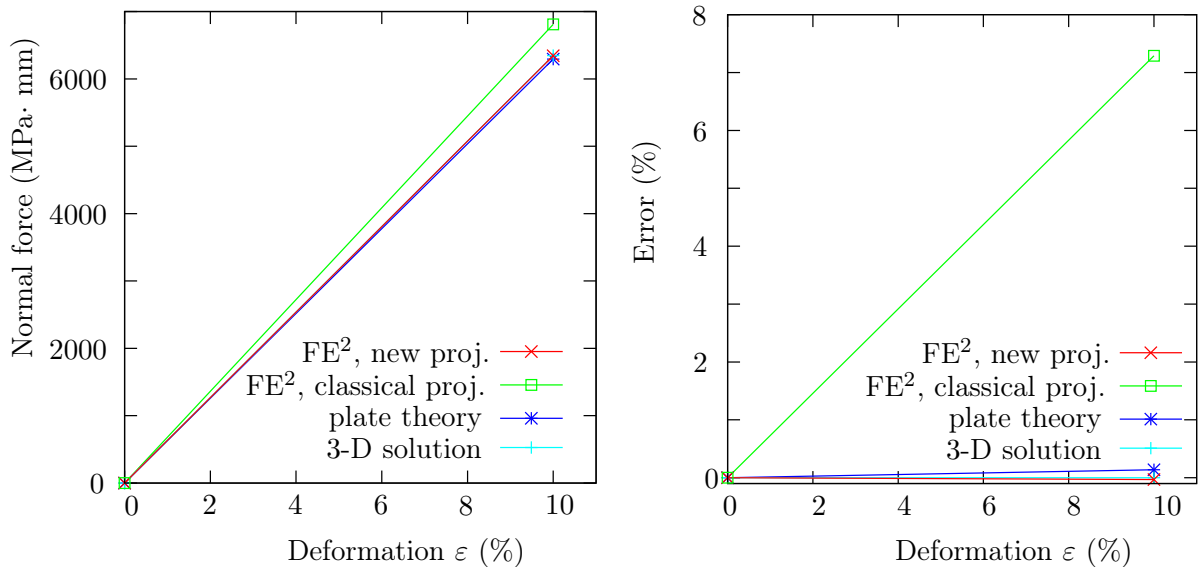 6000
4000
2000
0
0
2
4
6
8
10
Normal force (MPa· mm)
Deformation ε (%)
FE², new proj.
FE², classical proj.
plate theory
3-D solution
8
6
4
2
0
0
2
4
6
8
10
Error (%)
Deformation ε (%)
FE², new proj.
FE², classical proj.
plate theory
3-D solution